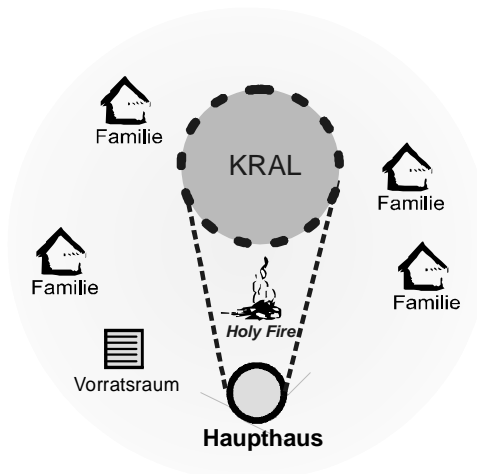 Familie
KRAL
Familie
Familie
Familie
Holy Fire
Vorratsraum
Haupthaus